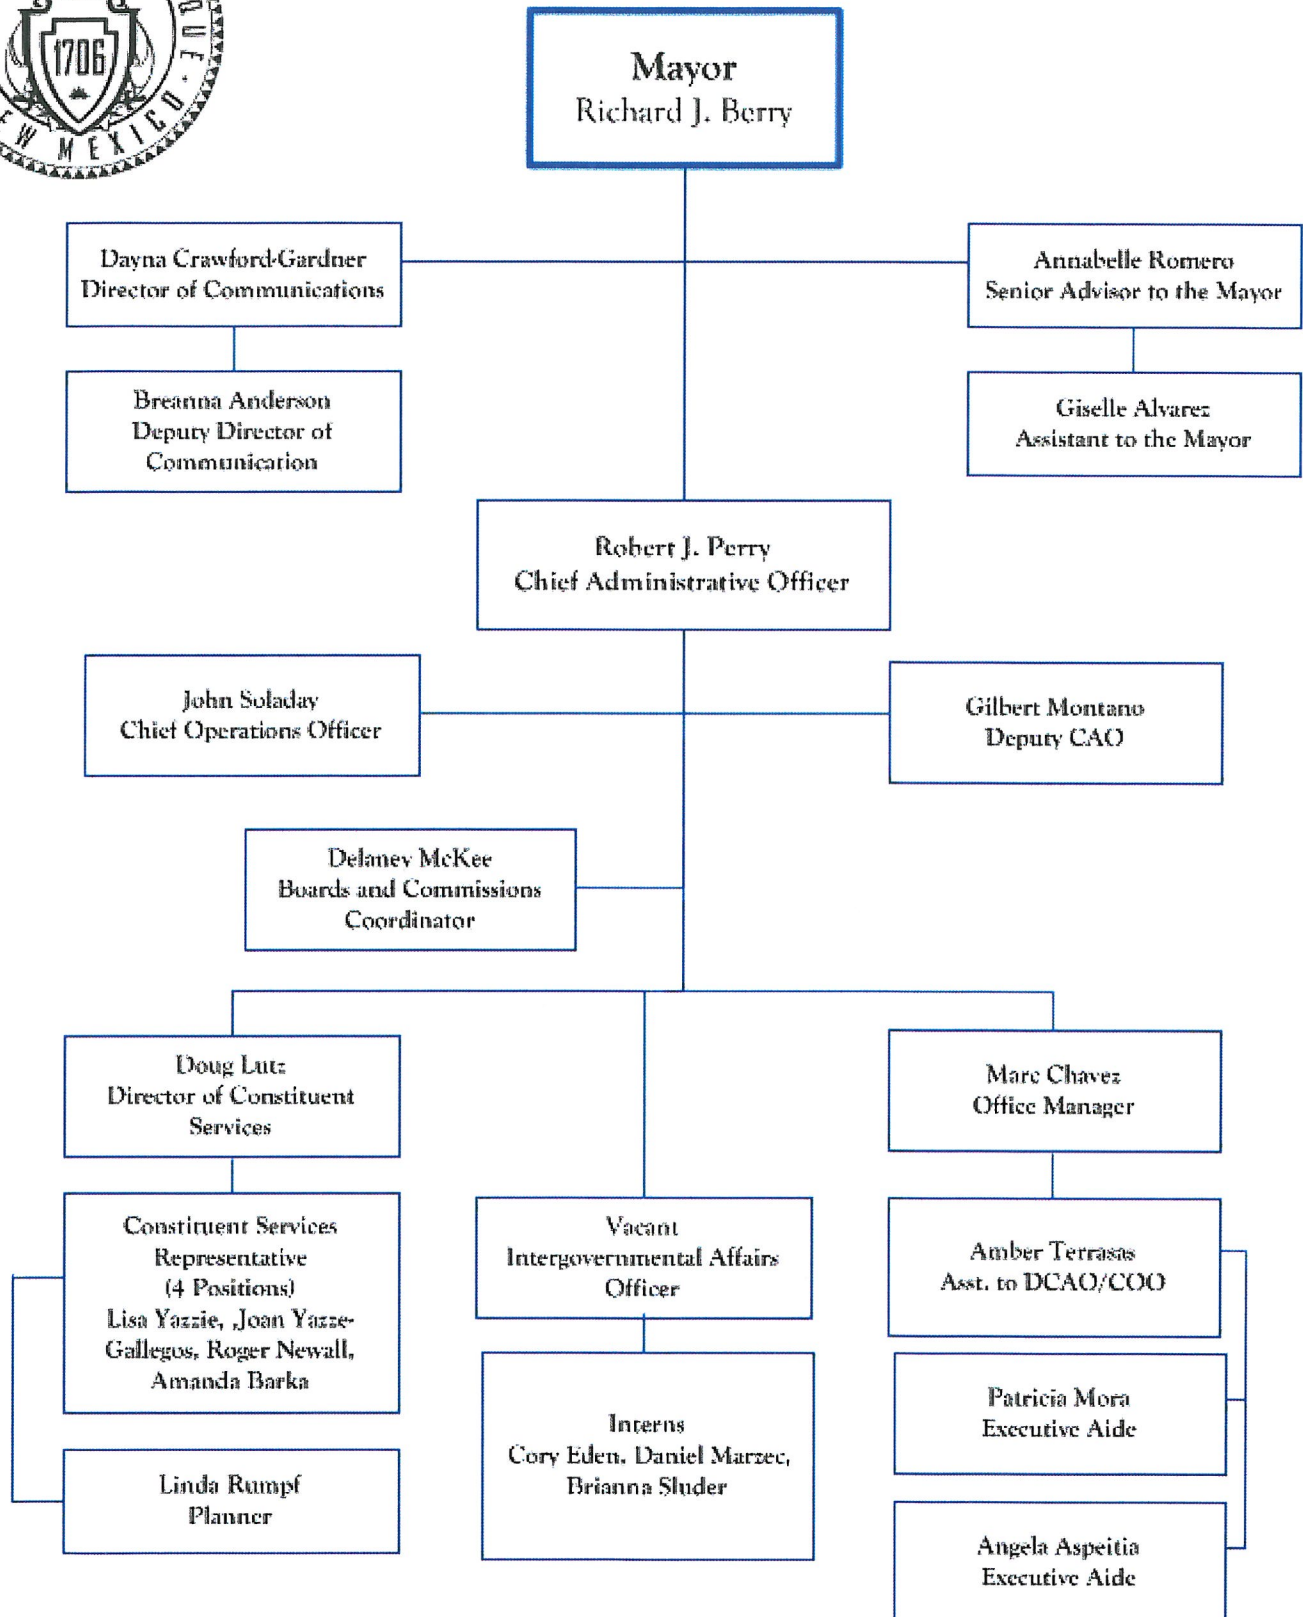 1706
QUE ·
EW MEXICO
Mayor
Richard J. Berry
Dayna Crawford-Gardner
Director of Communications
Annabelle Romero
Senior Advisor to the Mayor
Breanna Anderson
Deputy Director of
Communication
Giselle Alvarez
Assistant to the Mayor
Robert J. Perry
Chief Administrative Officer
John Soladay
Chief Operations Officer
Gilbert Montano
Deputy CAO
Delaney McKee
Boards and Commissions
Coordinator
Doug Lutz
Director of Constituent
Services
Marc Chavez
Office Manager
Constituent Services
Representative
(4 Positions)
Lisa Yazzie, ,Joan Yazze-
Gallegos, Roger Newall,
Amanda Barka
Vacant
Intergovernmental Affairs
Officer
Amber Terrasas
Asst. to DCAO/COO
Patricia Mora
Executive Aide
Interns
Cory Eden, Daniel Marzec,
Brianna Sluder
Linda Rumpf
Planner
Angela Aspeitia
Executive Aide